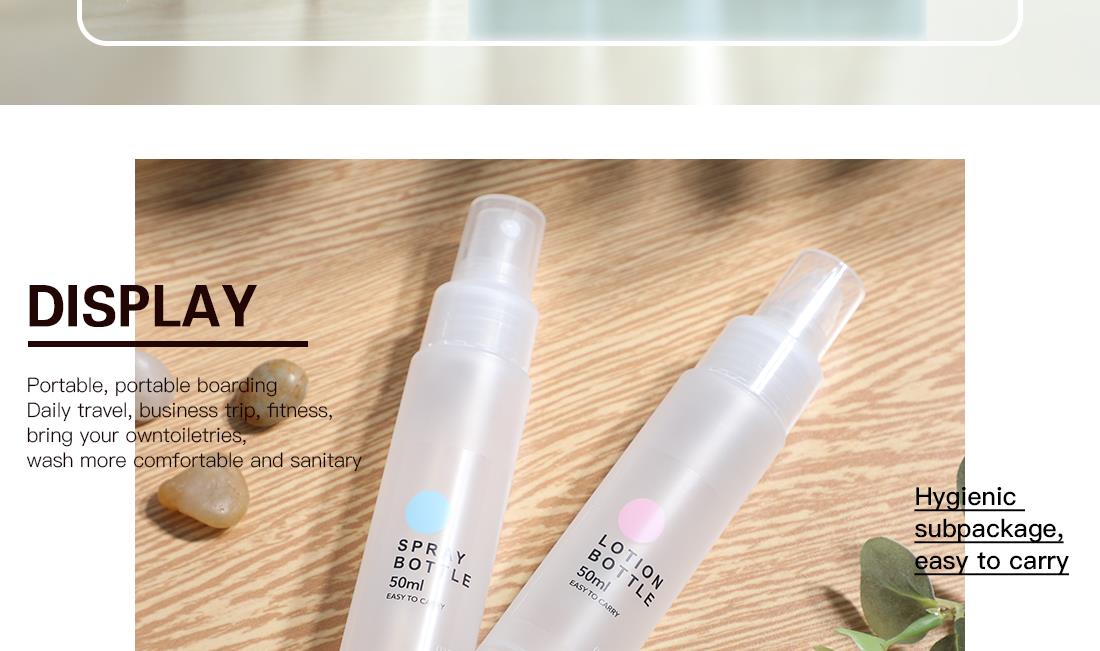 DISPLAY
Portable, portable boarding
Daily travel, business trip, fitness,
bring your owntoiletries,
wash more comfortable and sanitary
SPRAY
BOTTLE
50ml
EASY TO CARRY
LOTION
BOTTLE
50ml
EASY TO CARRY
Hygienic
subpackage,
easy to carry